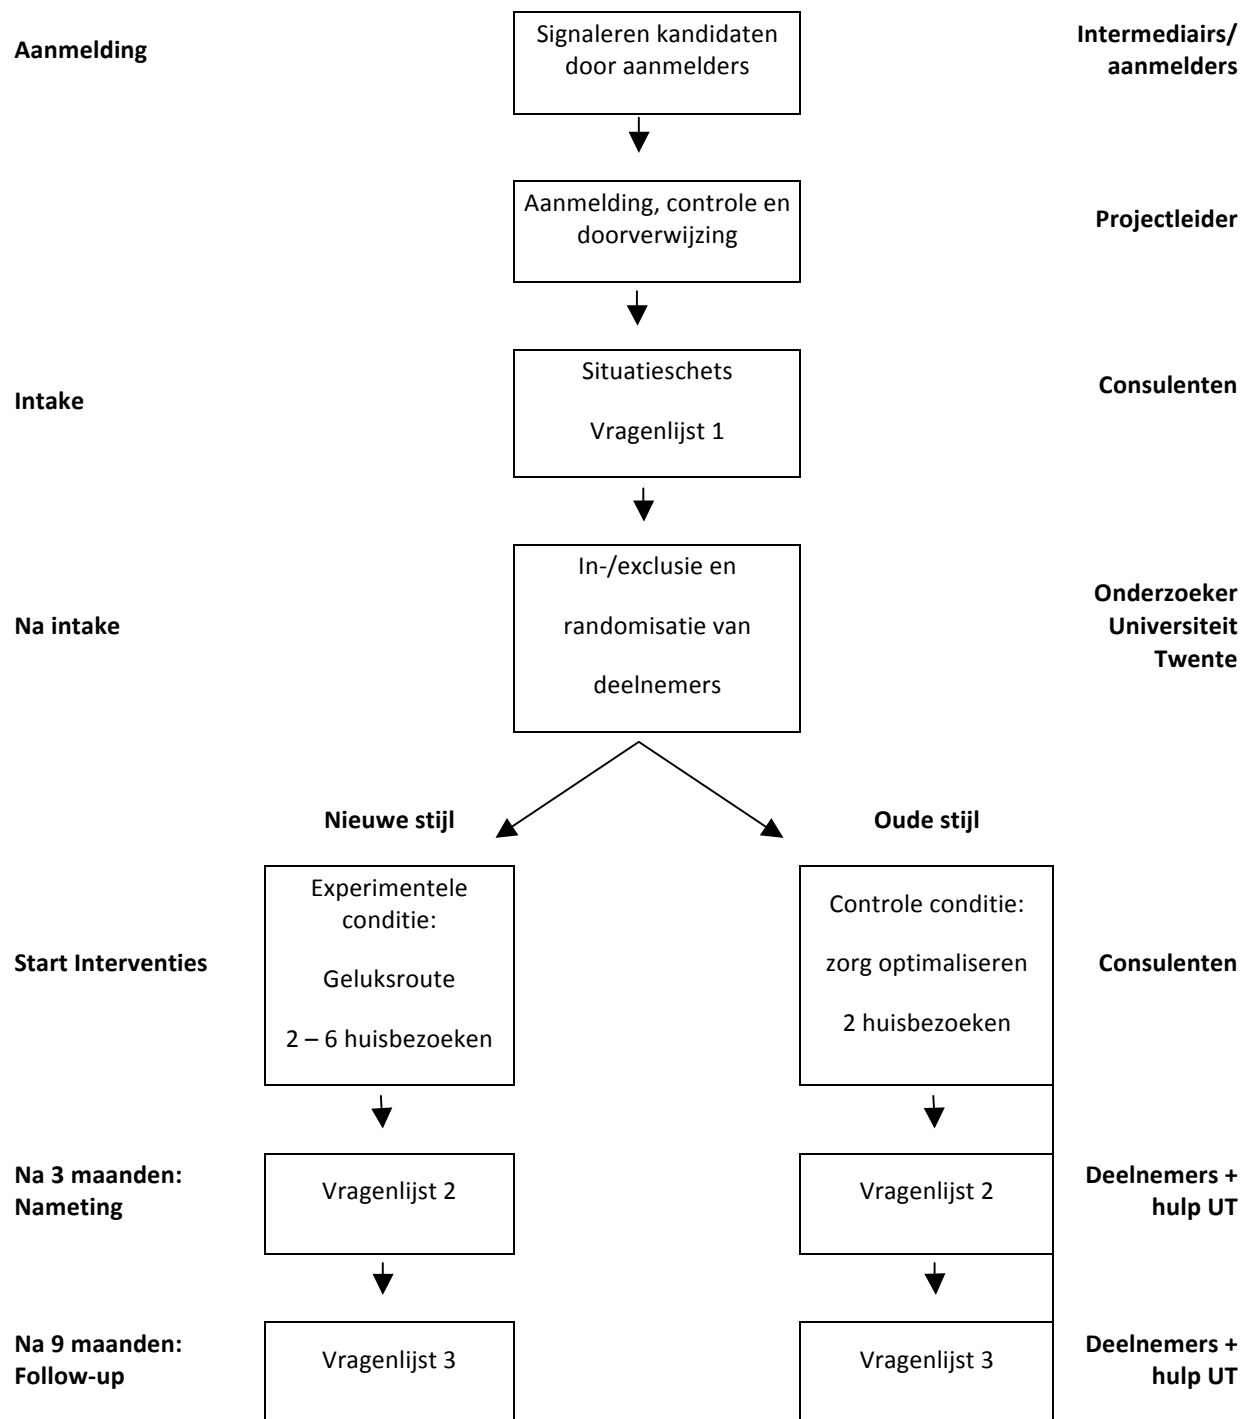 Aanmelding
Signaleren kandidaten
door aanmelders
Intermediairs/
aanmelders
Aanmelding, controle en
doorverwijzing
Projectleider
Intake
Situatieschets
Vragenlijst 1
Consulenten
Na intake
In-/exclusie en
randomisatie van
deelnemers
Onderzoeker
Universiteit
Twente
Nieuwe stijl
Oude stijl
Start Interventies
Experimentele
conditie:
Geluksroute
2 – 6 huisbezoeken
Controle conditie:
zorg optimaliseren
2 huisbezoeken
Consulenten
Na 3 maanden:
Nameting
Vragenlijst 2
Vragenlijst 2
Deelnemers +
hulp UT
Na 9 maanden:
Follow-up
Vragenlijst 3
Vragenlijst 3
Deelnemers +
hulp UT